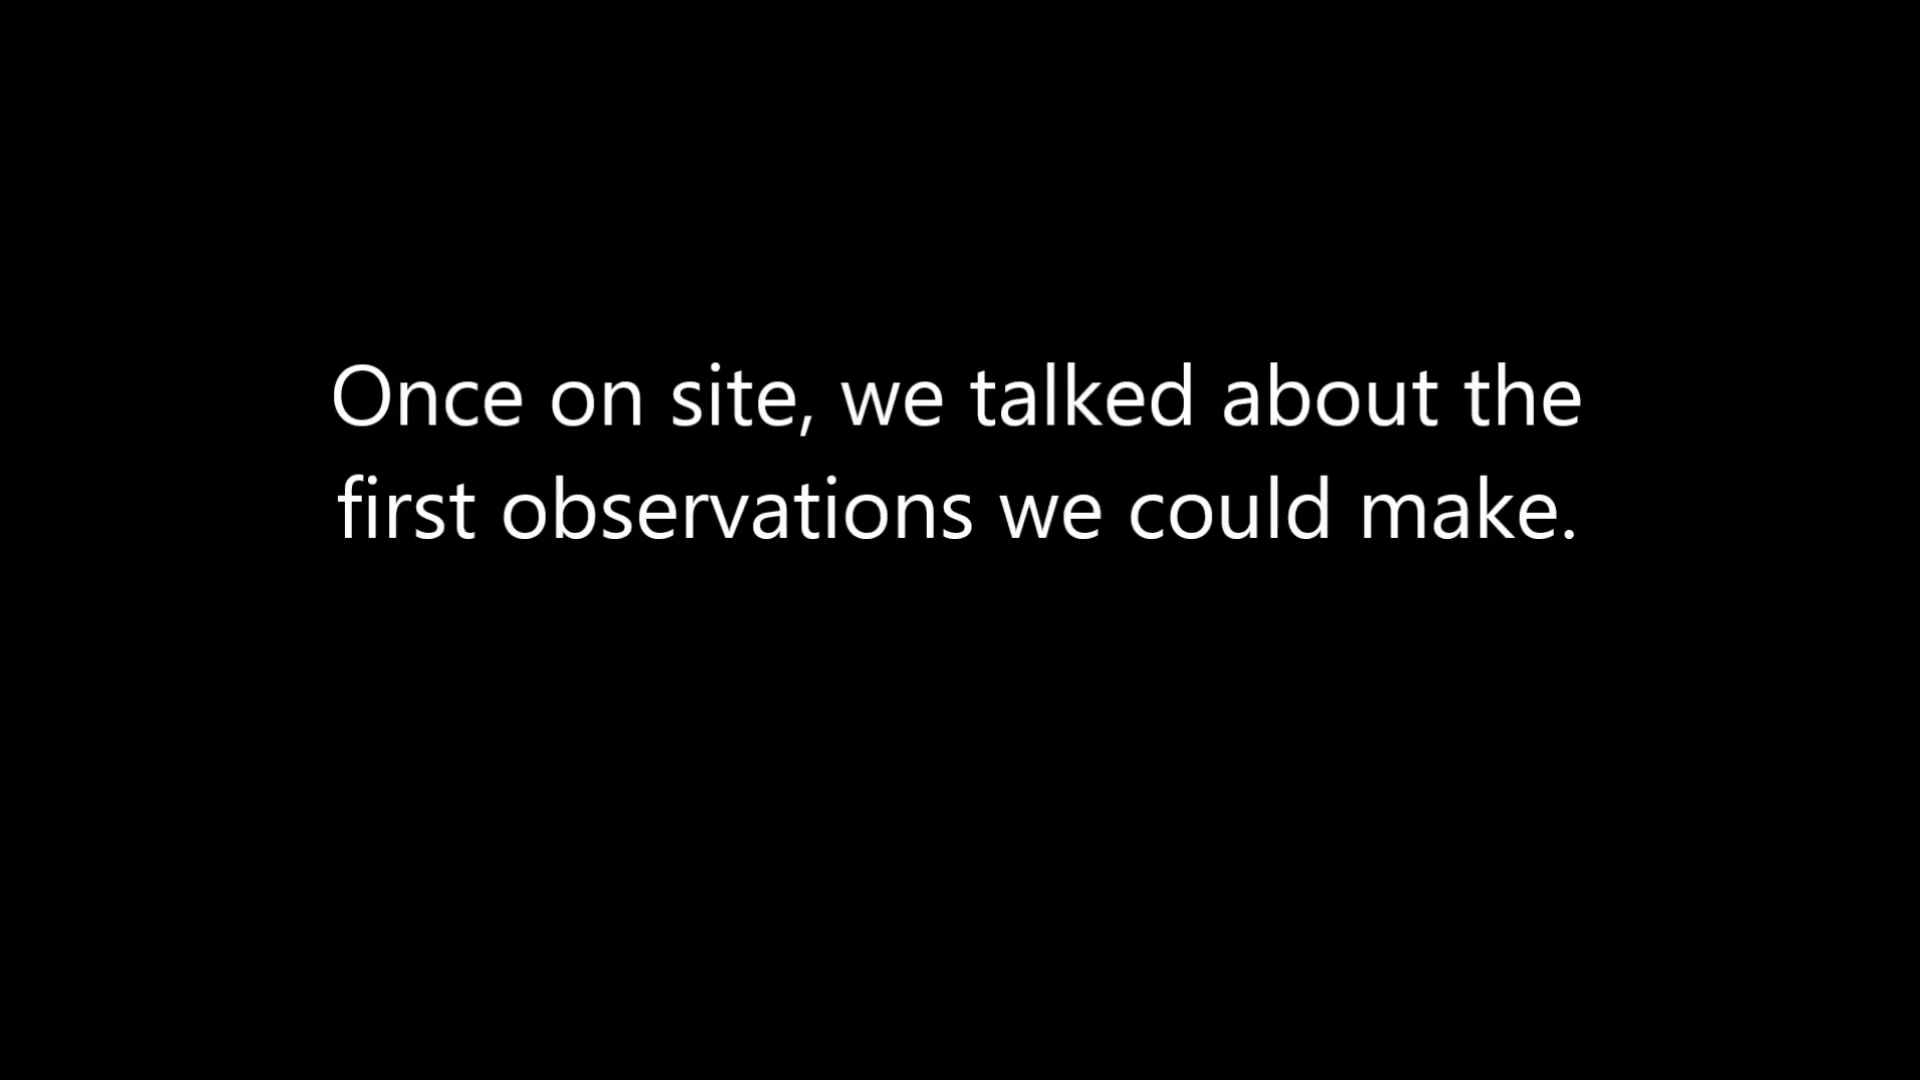 Once on site, we talked about the
first observations we could make.